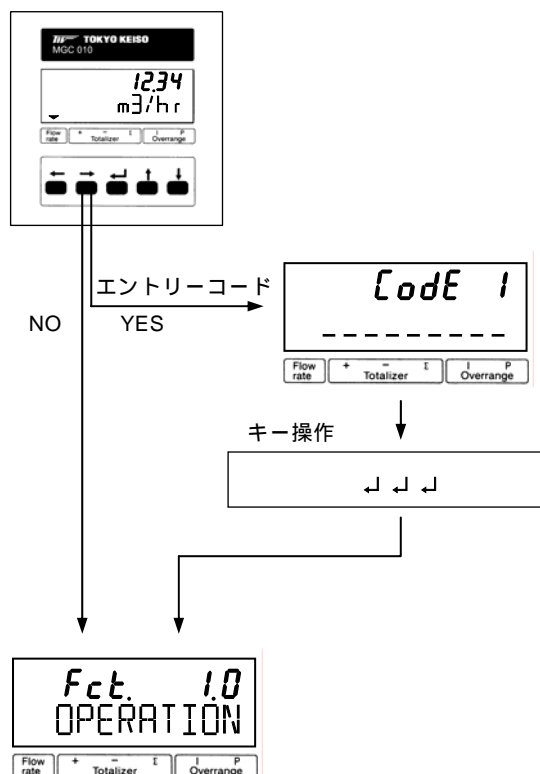 TOKYO KEISO
MGC 010
12.34
m3/hr
Flow rate + − Σ Totalizer I P Overrange
← → ↵ ↑ ↓
エントリーコード
NO YES
CodE 1
_ _ _ _ _ _ _ _ _
Flow rate + − Σ Totalizer I P Overrange
キー操作
↵ ↵ ↵
Fct. 1.0
OPERATION
Flow rate + − Σ Totalizer I P Overrange